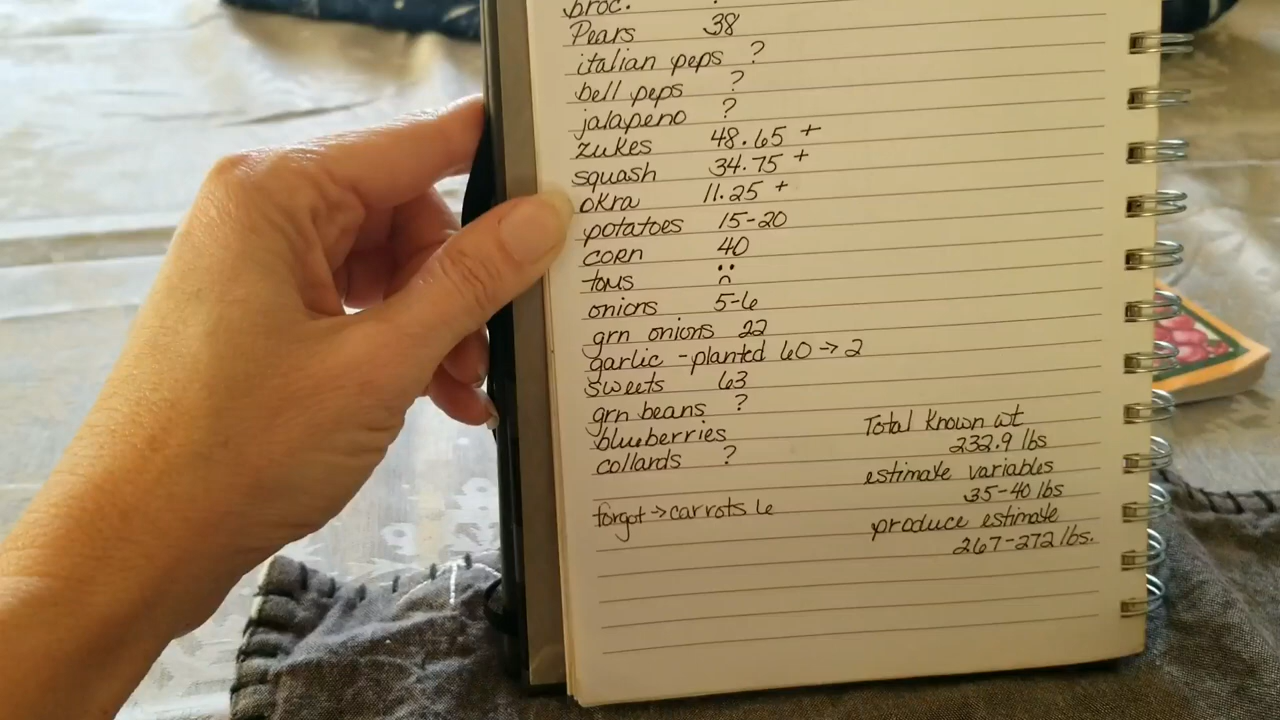 broc. ?
Pears 38
italian peps ?
bell peps ?
jalapeno ?
zukes 48.65 +
squash 34.75 +
okra 11.25 +
potatoes 15-20
corn 40
toms :(
onions 5-6
grn onions 22
garlic - planted 60 → 2
sweets 63
grn beans ?
blueberries
collards ?
forgot → carrots 6
Total Known wt
232.9 lbs
estimate variables
35-40 lbs
produce estimate
267-272 lbs.